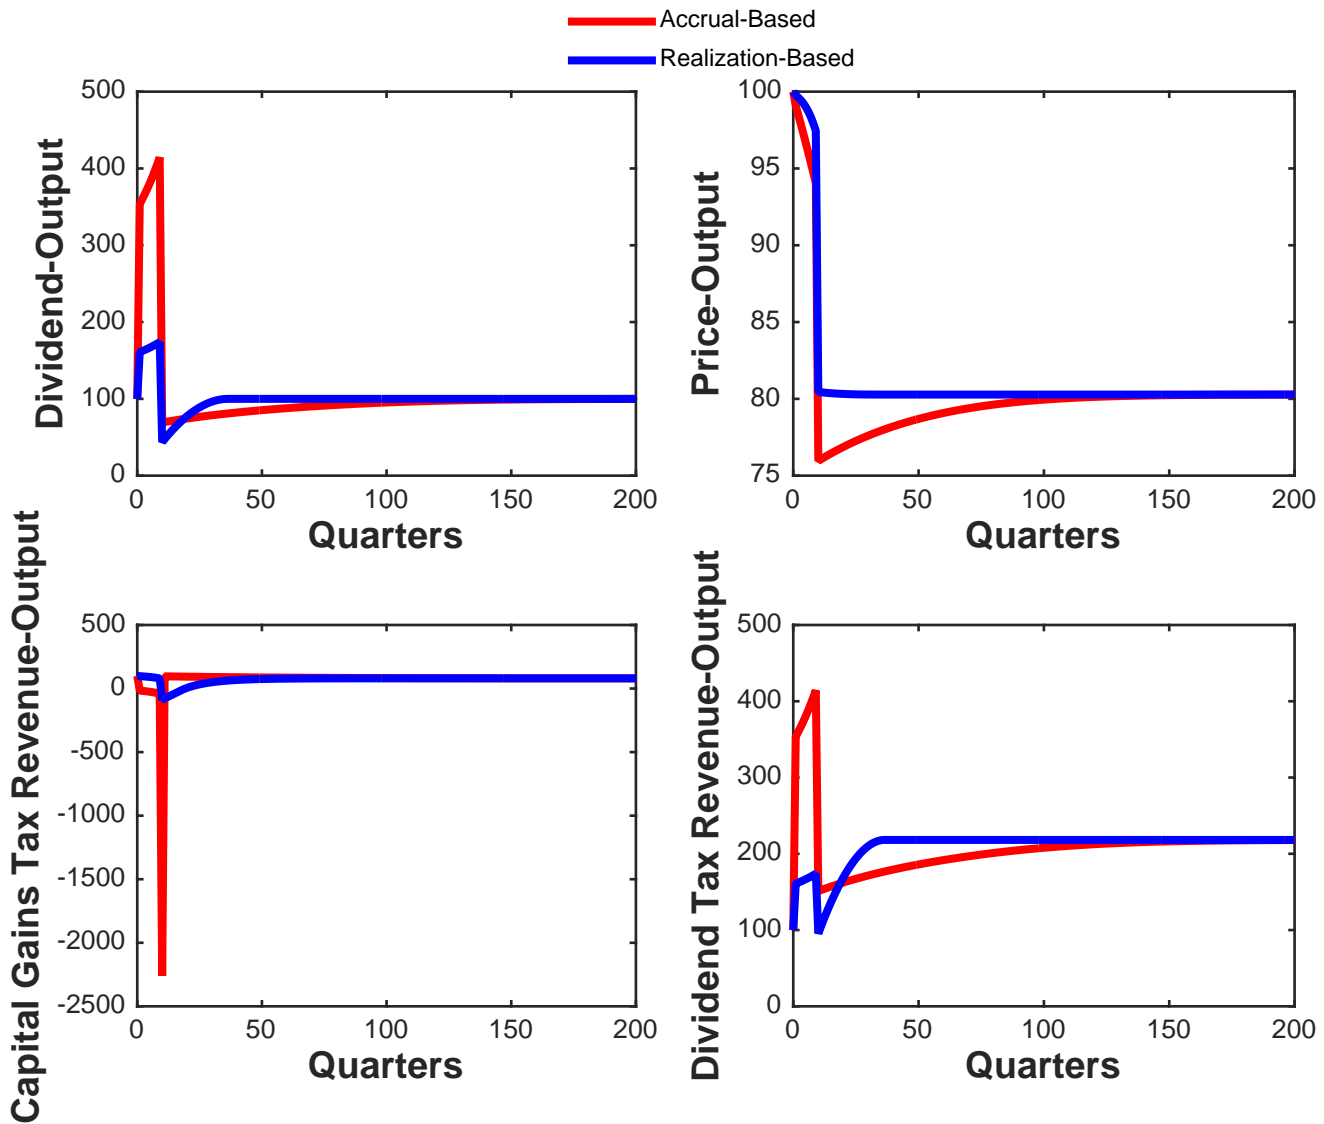 Accrual-Based
Realization-Based
Dividend-Output
500
400
300
200
100
0
0 50 100 150 200
Quarters
Price-Output
100
95
90
85
80
75
0 50 100 150 200
Quarters
Capital Gains Tax Revenue-Output
500
0
-500
-1000
-1500
-2000
-2500
0 50 100 150 200
Quarters
Dividend Tax Revenue-Output
500
400
300
200
100
0
0 50 100 150 200
Quarters